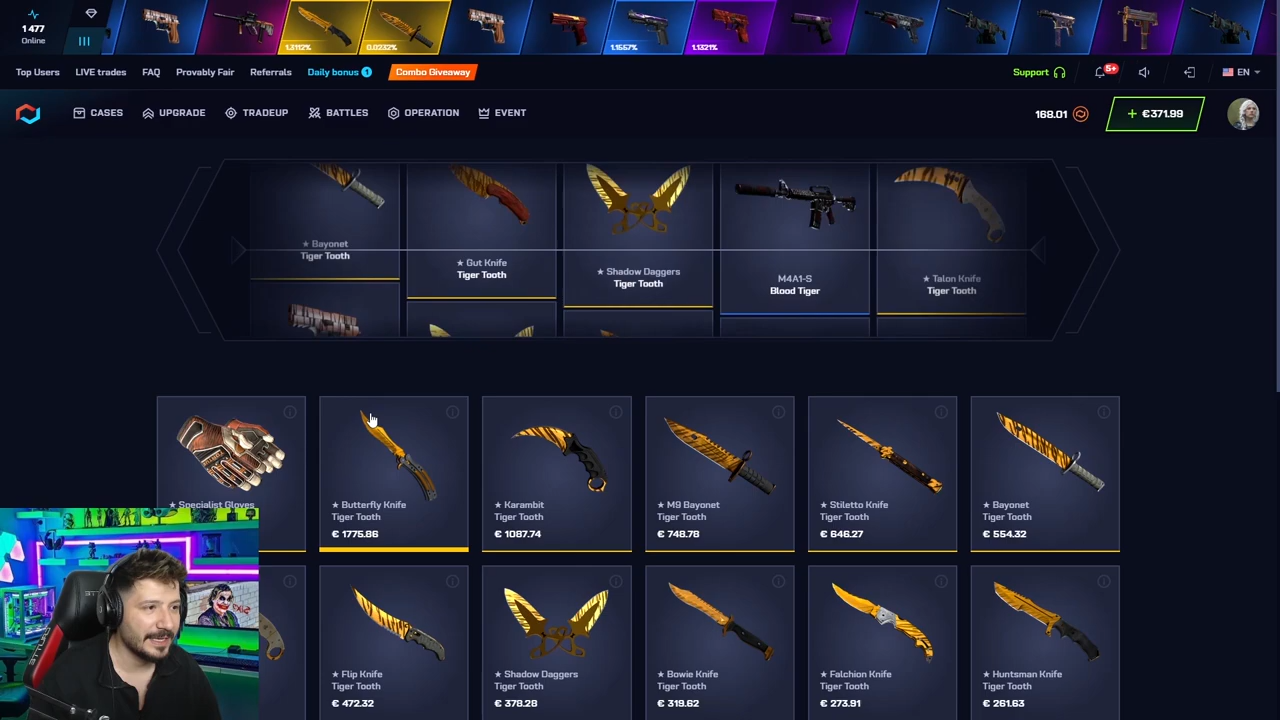 1 477
Online
1.3112%
0.0232%
1.1557%
1.1321%
Top Users
LIVE trades
FAQ
Provably Fair
Referrals
Daily bonus 1
Combo Giveaway
Support
5+
EN
CASES
UPGRADE
TRADEUP
BATTLES
OPERATION
EVENT
168.01
+ €371.99
★ Bayonet
Tiger Tooth
★ Gut Knife
Tiger Tooth
★ Shadow Daggers
Tiger Tooth
M4A1-S
Blood Tiger
★ Talon Knife
Tiger Tooth
★ Specialist Gloves
★ Butterfly Knife
Tiger Tooth
€ 1775.86
★ Karambit
Tiger Tooth
€ 1087.74
★ M9 Bayonet
Tiger Tooth
€ 748.78
★ Stiletto Knife
Tiger Tooth
€ 646.27
★ Bayonet
Tiger Tooth
€ 554.32
★ Flip Knife
Tiger Tooth
€ 472.32
★ Shadow Daggers
Tiger Tooth
€ 378.28
★ Bowie Knife
Tiger Tooth
€ 319.62
★ Falchion Knife
Tiger Tooth
€ 273.91
★ Huntsman Knife
Tiger Tooth
€ 261.63